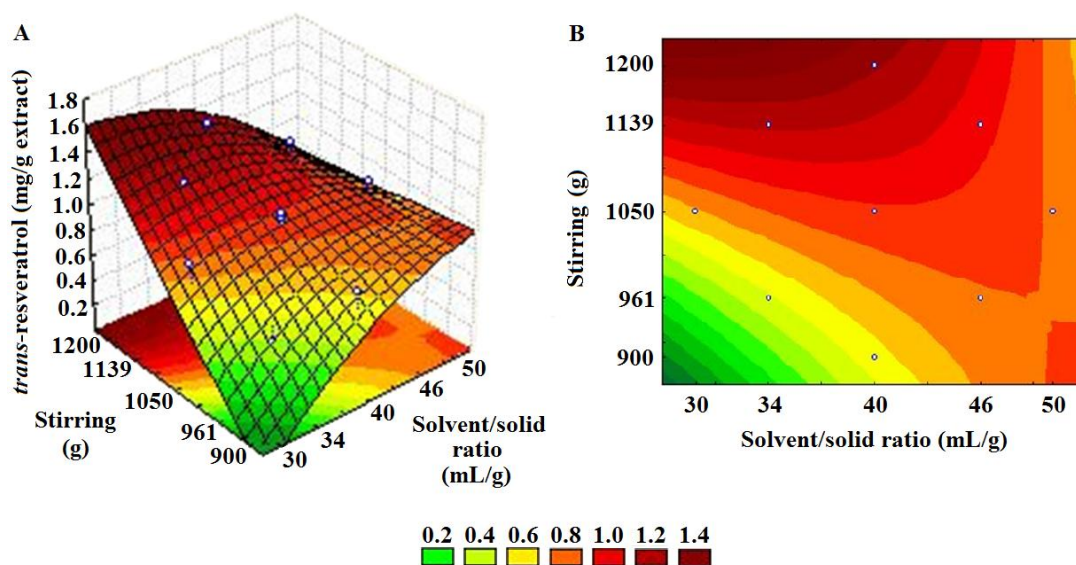 A
trans-resveratrol (mg/g extract)
1.8
1.6
1.4
1.2
1.0
0.8
0.6
0.4
0.2
1200
1139
1050
961
900
Stirring
(g)
30
34
40
46
50
Solvent/solid
ratio
(mL/g)
B
Stirring (g)
1200
1139
1050
961
900
30 34 40 46 50
Solvent/solid ratio (mL/g)
0.2 0.4 0.6 0.8 1.0 1.2 1.4